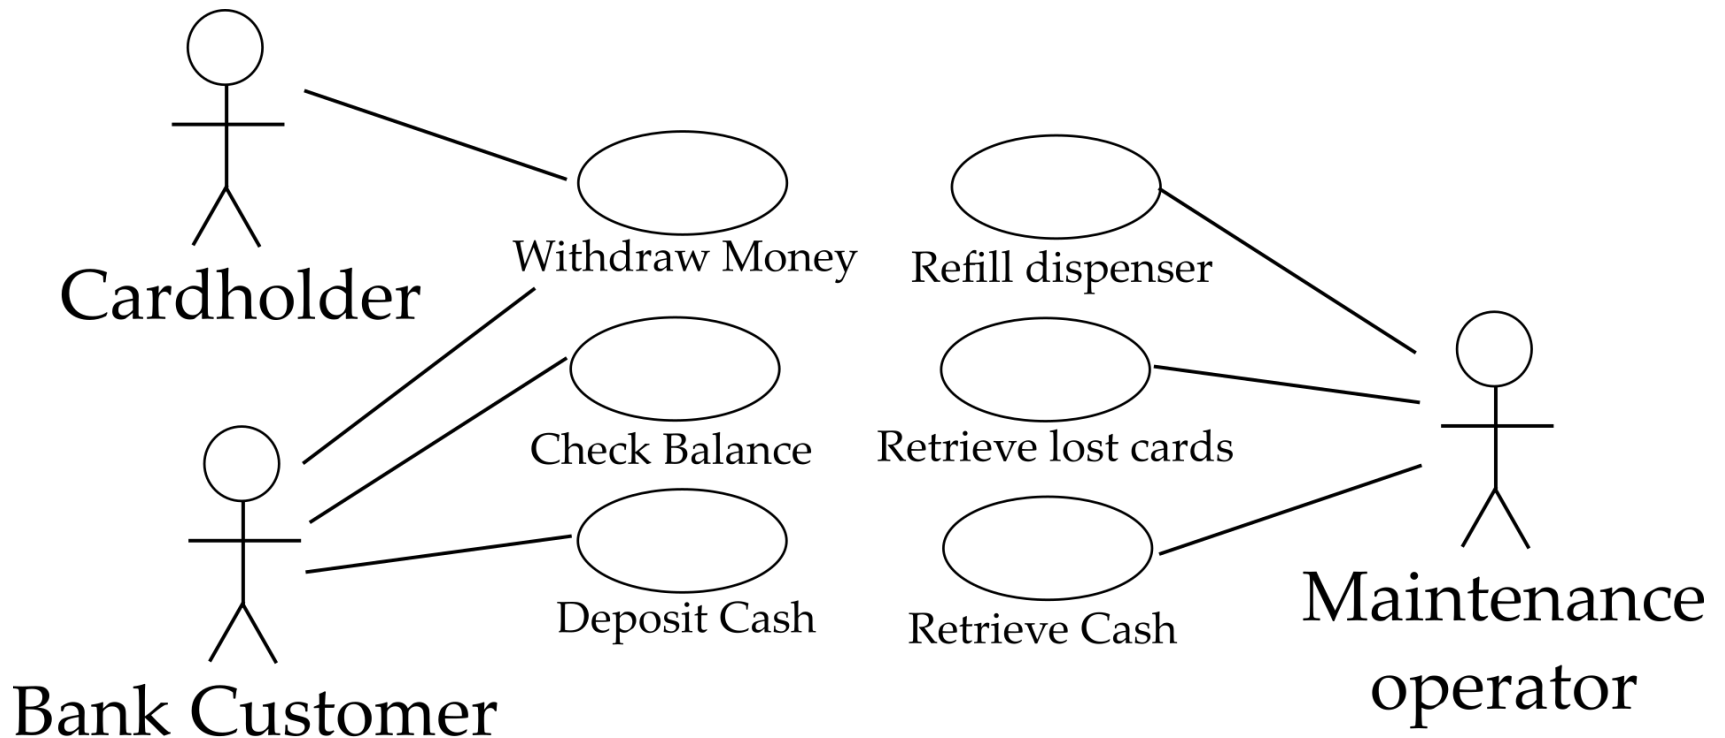 Cardholder
Withdraw Money
Refill dispenser
Check Balance
Retrieve lost cards
Deposit Cash
Retrieve Cash
Bank Customer
Maintenance
operator